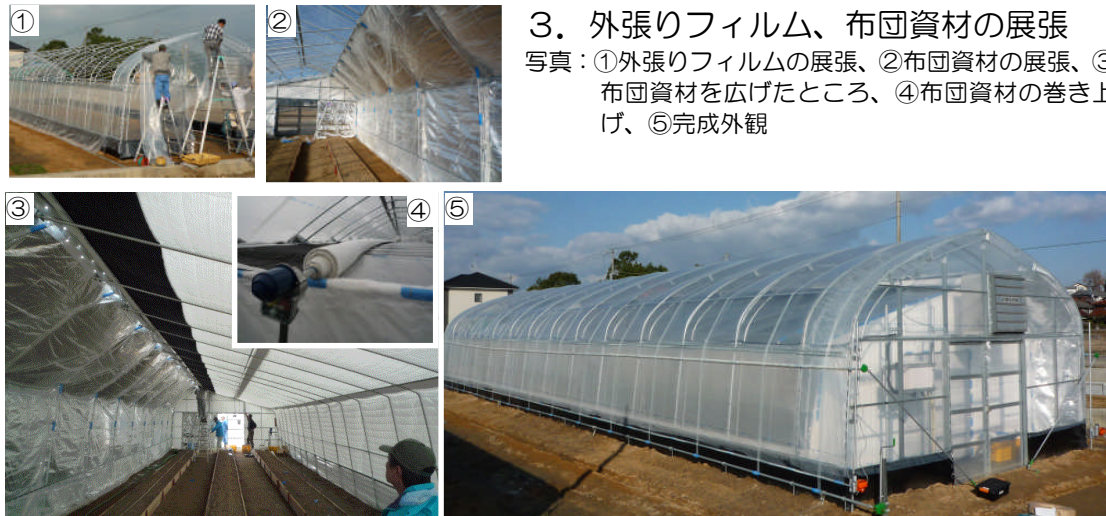 ①
②
3．外張りフィルム、布団資材の展張
写真：①外張りフィルムの展張、②布団資材の展張、③
布団資材を広げたところ、④布団資材の巻き上
げ、⑤完成外観
③
④
⑤